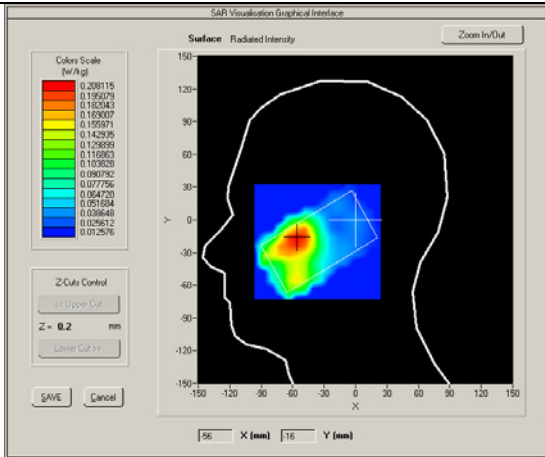 SAR Visualisation Graphical Interface
Surface Radiated Intensity
Zoom In/Out
Colors Scale
(W/kg)
0.208115
0.195079
0.182043
0.169007
0.155971
0.142935
0.129899
0.116863
0.103828
0.090792
0.077756
0.064720
0.051684
0.038648
0.025612
0.012576
Z-Cuts Control
<< Upper Cut
Z = 0.2 mm
Lower Cut >>
SAVE
Cancel
150
120
90
60
30
0
-30
-60
-90
-120
-150
Y
-150 -120 -90 -60 -30 0 30 60 90 120 150
X
-56 X (mm) -16 Y (mm)